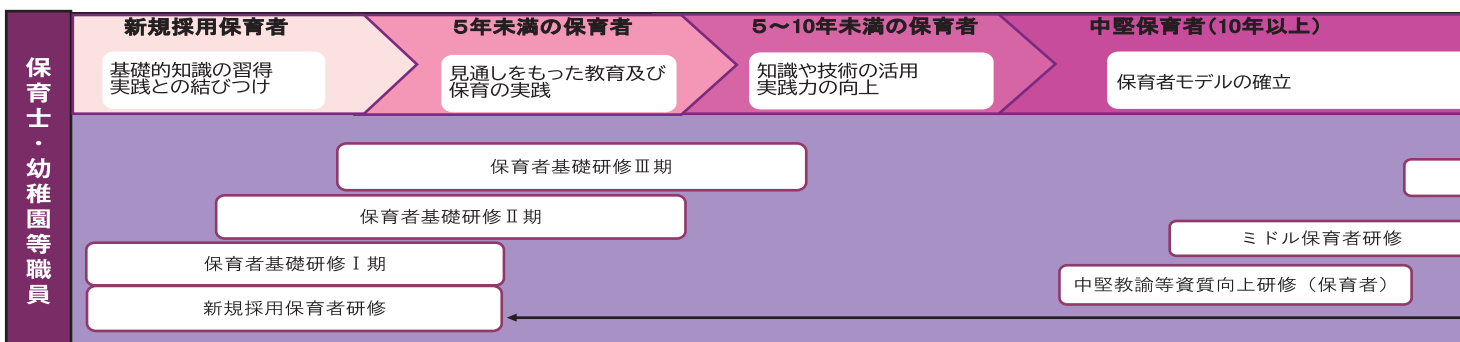 保育士・幼稚園等職員
新規採用保育者
基礎的知識の習得
実践との結びつけ
5年未満の保育者
見通しをもった教育及び
保育の実践
5～10年未満の保育者
知識や技術の活用
実践力の向上
中堅保育者(10年以上)
保育者モデルの確立
保育者基礎研修Ⅲ期
保育者基礎研修Ⅱ期
保育者基礎研修Ⅰ期
新規採用保育者研修
ミドル保育者研修
中堅教諭等資質向上研修（保育者）